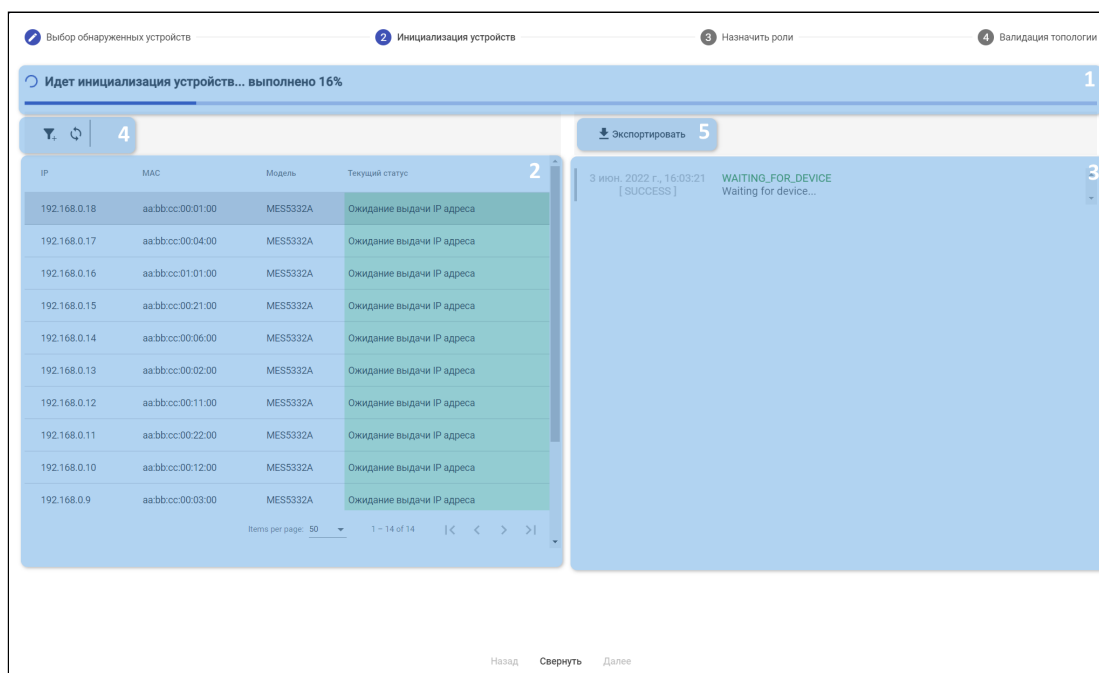 Выбор обнаруженных устройств 2 Инициализация устройств 3 Назначить роли 4 Валидация топологии
Идет инициализация устройств... выполнено 16% 1
4 Экспортировать 5
IP MAC Модель Текущий статус 2
192.168.0.18 aa:bb:cc:00:01:00 MES5332A Ожидание выдачи IP адреса
192.168.0.17 aa:bb:cc:00:04:00 MES5332A Ожидание выдачи IP адреса
192.168.0.16 aa:bb:cc:01:01:00 MES5332A Ожидание выдачи IP адреса
192.168.0.15 aa:bb:cc:00:21:00 MES5332A Ожидание выдачи IP адреса
192.168.0.14 aa:bb:cc:00:06:00 MES5332A Ожидание выдачи IP адреса
192.168.0.13 aa:bb:cc:00:02:00 MES5332A Ожидание выдачи IP адреса
192.168.0.12 aa:bb:cc:00:11:00 MES5332A Ожидание выдачи IP адреса
192.168.0.11 aa:bb:cc:00:22:00 MES5332A Ожидание выдачи IP адреса
192.168.0.10 aa:bb:cc:00:12:00 MES5332A Ожидание выдачи IP адреса
192.168.0.9 aa:bb:cc:00:03:00 MES5332A Ожидание выдачи IP адреса
Items per page: 50 1 – 14 of 14
3 июн. 2022 г., 16:03:21 WAITING_FOR_DEVICE 3
[ SUCCESS ] Waiting for device...
Назад Свернуть Далее